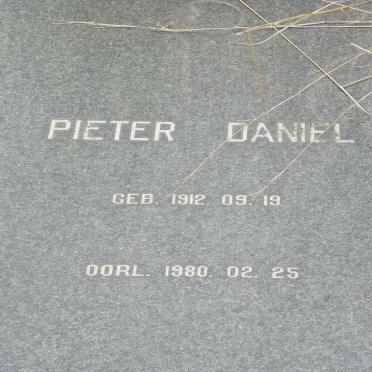 PIETER DANIEL
GEB. 1912 09. 19
OORL. 1980. 02. 25